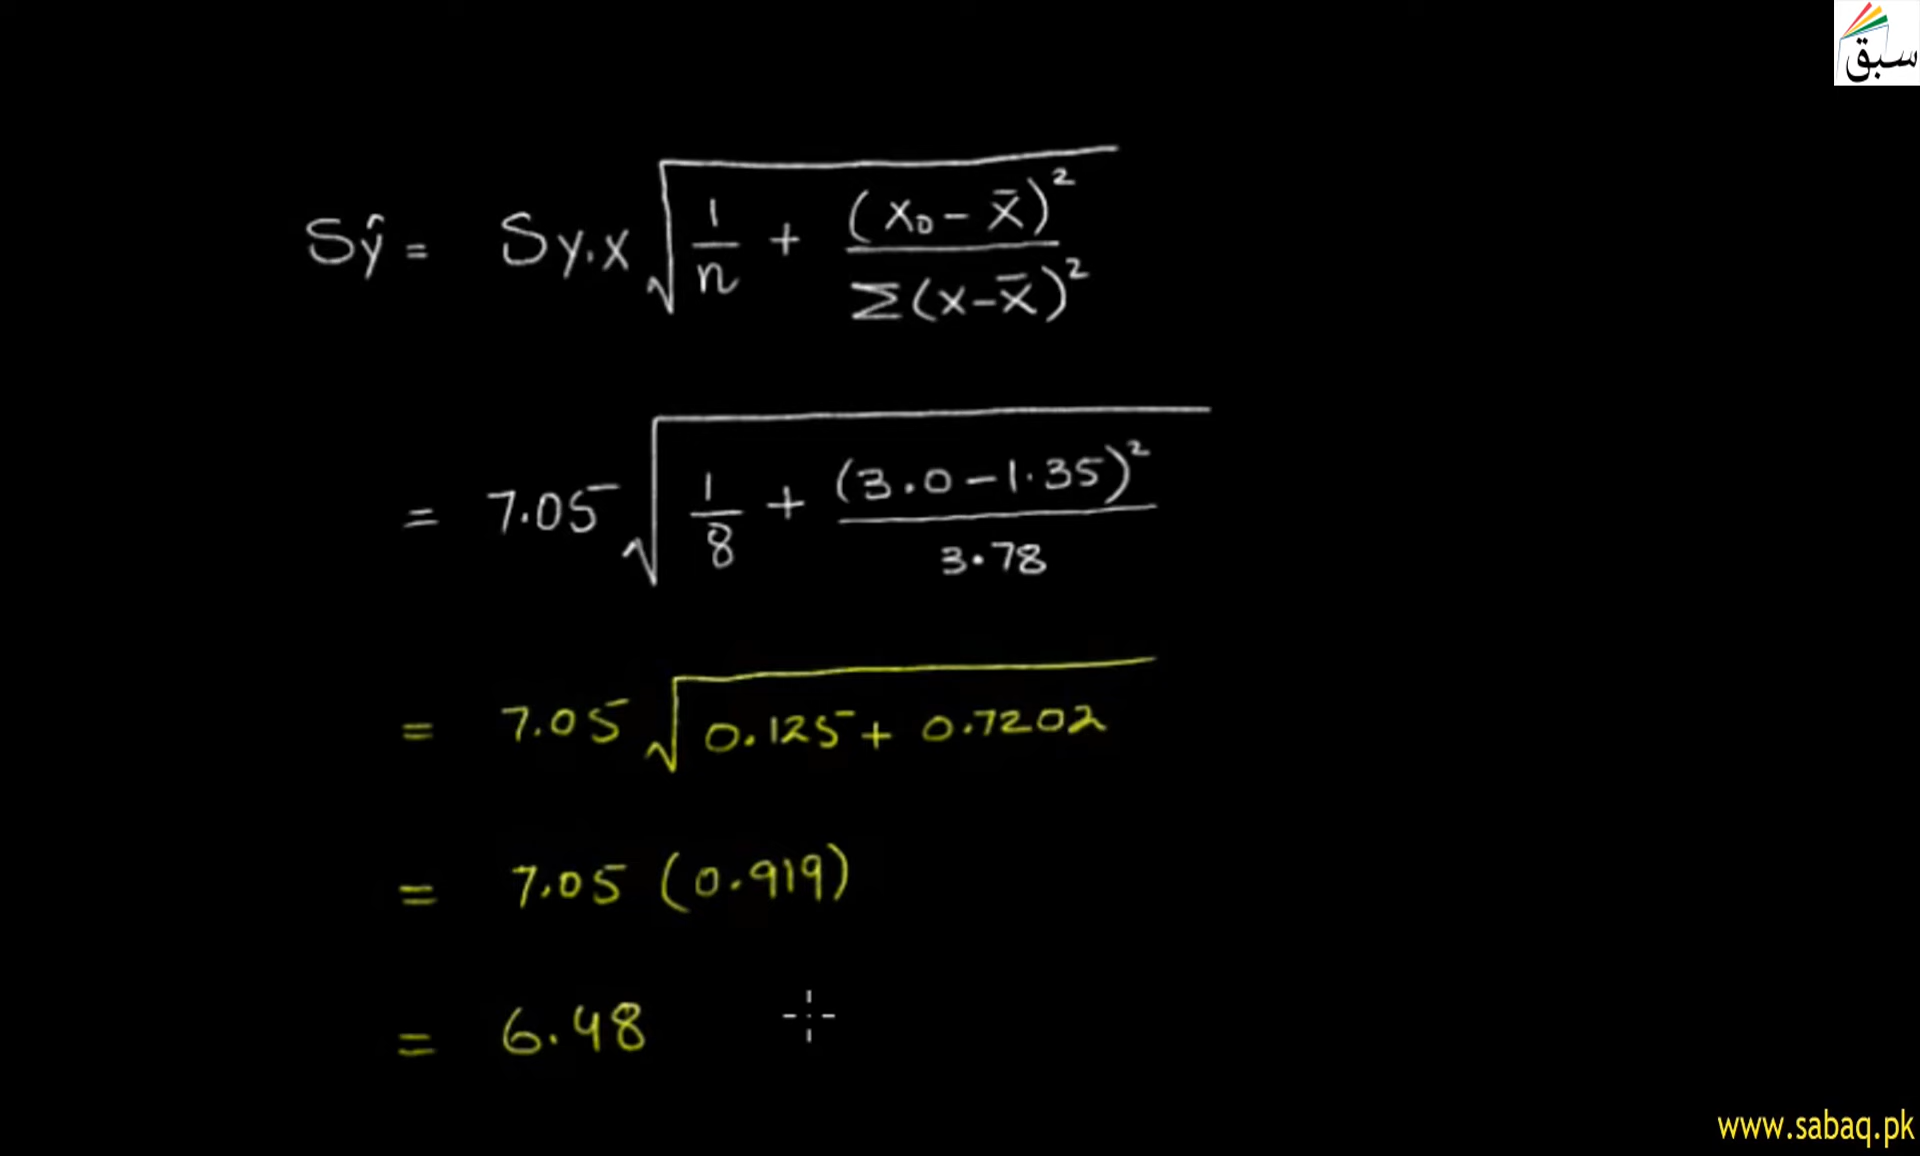 سبق
Sŷ = Sy.x √(1/n + (x₀ - x̄)² / Σ(x - x̄)²)
= 7.05 √(1/8 + (3.0 - 1.35)² / 3.78)
= 7.05 √(0.125 + 0.7202)
= 7.05 (0.919)
= 6.48
www.sabaq.pk